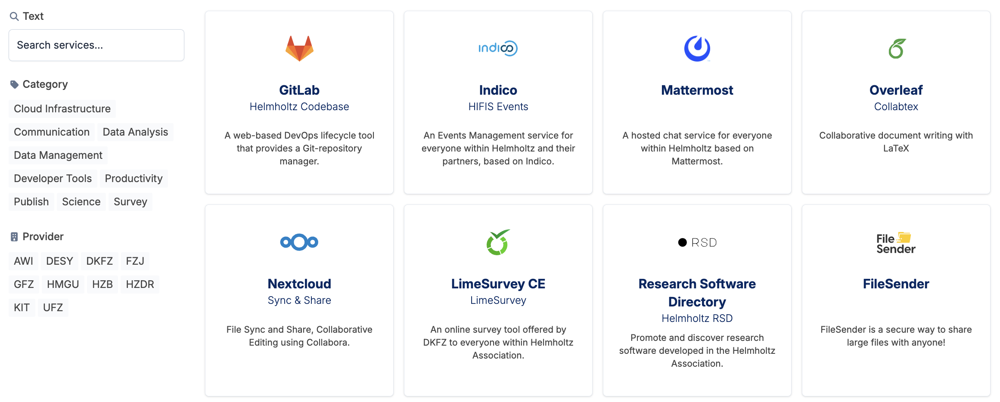 Text
Search services...
Category
Cloud Infrastructure
Communication Data Analysis
Data Management
Developer Tools Productivity
Publish Science Survey
Provider
AWI DESY DKFZ FZJ
GFZ HMGU HZB HZDR
KIT UFZ
GitLab
Helmholtz Codebase
A web-based DevOps lifecycle tool
that provides a Git-repository
manager.
indico
Indico
HIFIS Events
An Events Management service for
everyone within Helmholtz and their
partners, based on Indico.
Mattermost
A hosted chat service for everyone
within Helmholtz based on
Mattermost.
Overleaf
Collabtex
Collaborative document writing with
LaTeX
Nextcloud
Sync & Share
File Sync and Share, Collaborative
Editing using Collabora.
LimeSurvey CE
LimeSurvey
An online survey tool offered by
DKFZ to everyone within Helmholtz
Association.
RSD
Research Software
Directory
Helmholtz RSD
Promote and discover research
software developed in the Helmholtz
Association.
File
Sender
FileSender
FileSender is a secure way to share
large files with anyone!